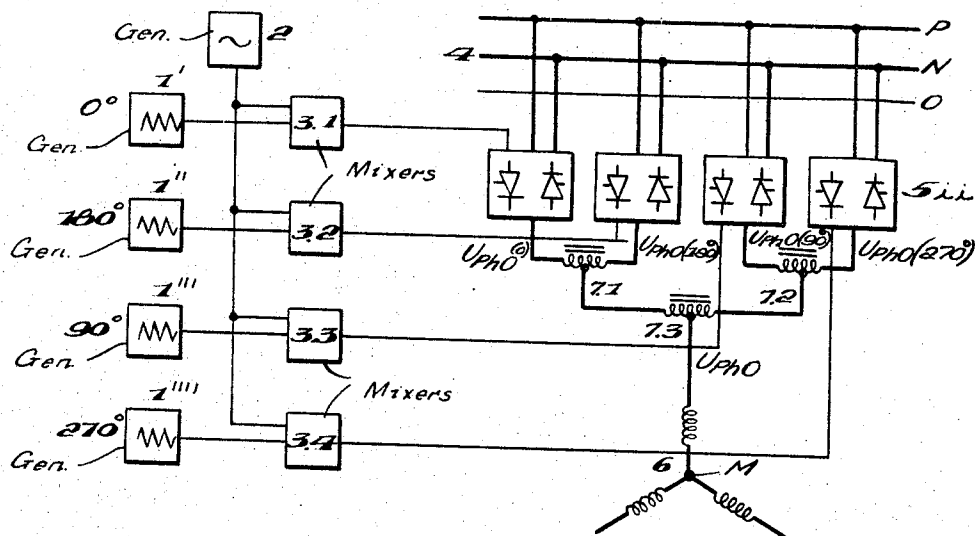 Gen. 2
P
4 N
O
1'
0°
Gen.
3.1
Mixers
1''
180°
Gen.
3.2
5ii
UPhO(0°)
UPhO(180°)
UPhO(90°)
UPhO(270°)
7.1
7.2
7.3
UPhO
1'''
90°
Gen.
3.3
Mixers
1''''
270°
Gen.
3.4
6 M